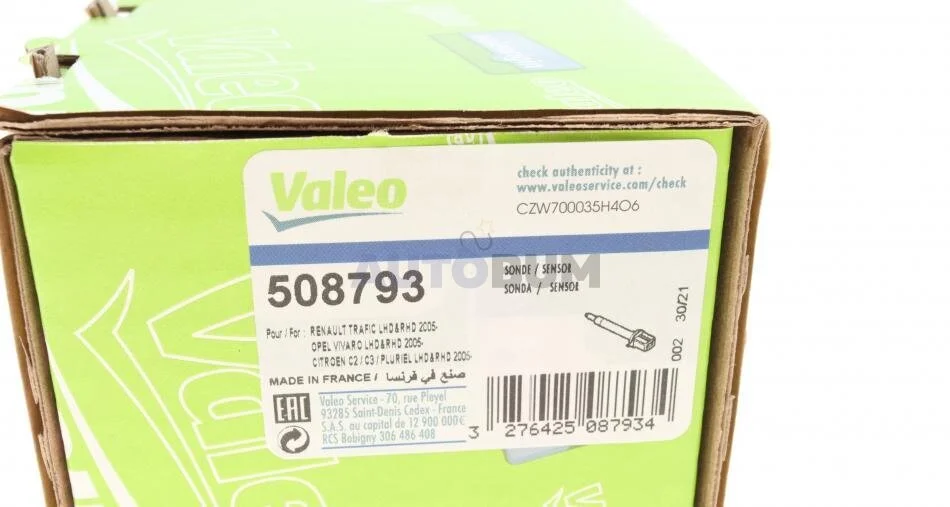 Valeo
Valeo
check authenticity at :
www.valeoservice.com/check
CZW700035H4O6
AUTODUM
508793
SONDE / SENSOR
SONDA / SENSOR
Pour / For : RENAULT TRAFIC LHD&RHD 2005-
OPEL VIVARO LHD&RHD 2005-
CITROEN C2 / C3 / PLURIEL LHD&RHD 2005-
MADE IN FRANCE / صنع في فرنسا
002 30/21
EAC
Valeo Service - 70, rue Pleyel
93285 Saint-Denis Cedex - France
S.A.S. au capital de 12 900 000€
RCS Bobigny 306 486 408
3 276425 087934
Valeo